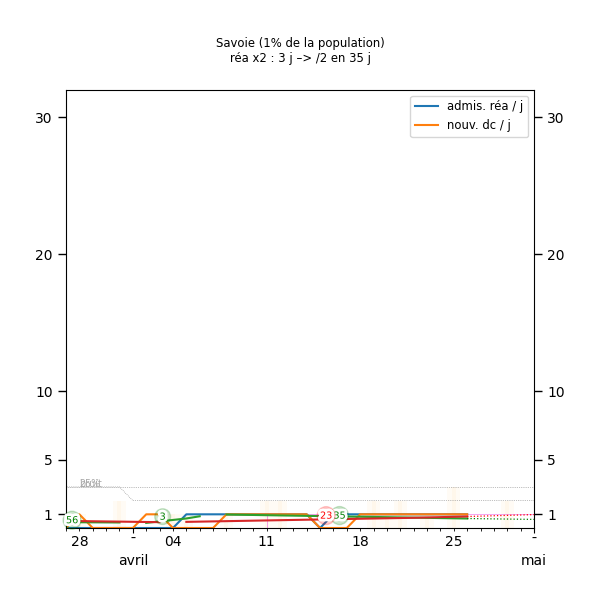 Savoie (1% de la population)
réa x2 : 3 j –> /2 en 35 j
admis. réa / j
nouv. dc / j
30 30
20 20
10 10
5 5
1 1
56 3 23 35
28 - 04 11 18 25 -
avril mai